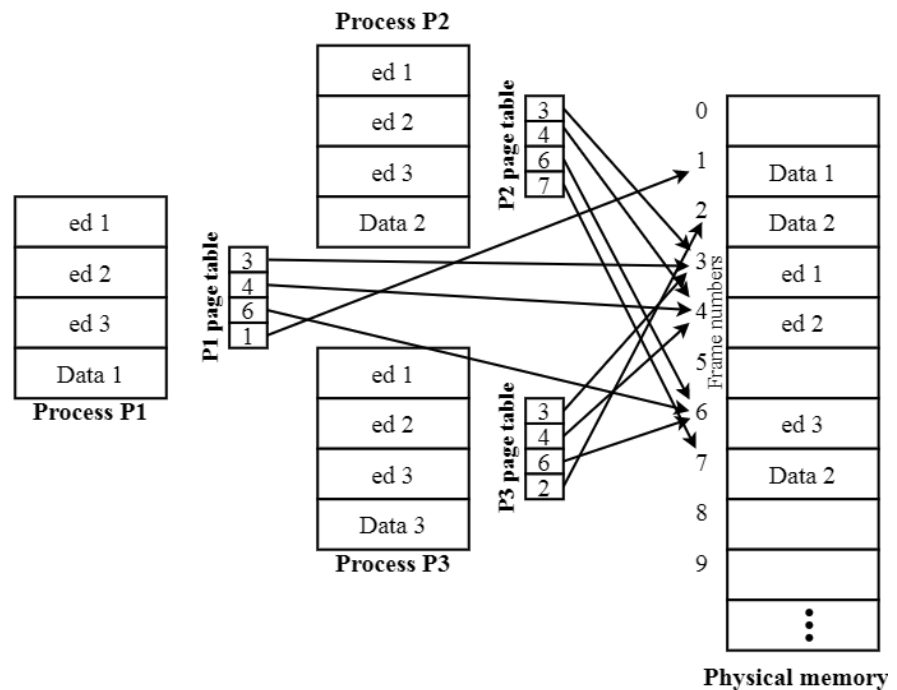 Process P2
ed 1
ed 2
ed 3
Data 2
P2 page table
3
4
6
7
ed 1
ed 2
ed 3
Data 1
Process P1
P1 page table
3
4
6
1
ed 1
ed 2
ed 3
Data 3
Process P3
P3 page table
3
4
6
2
Frame numbers
0
1
Data 1
2
Data 2
3
ed 1
4
ed 2
5
6
ed 3
7
Data 2
8
9
Physical memory